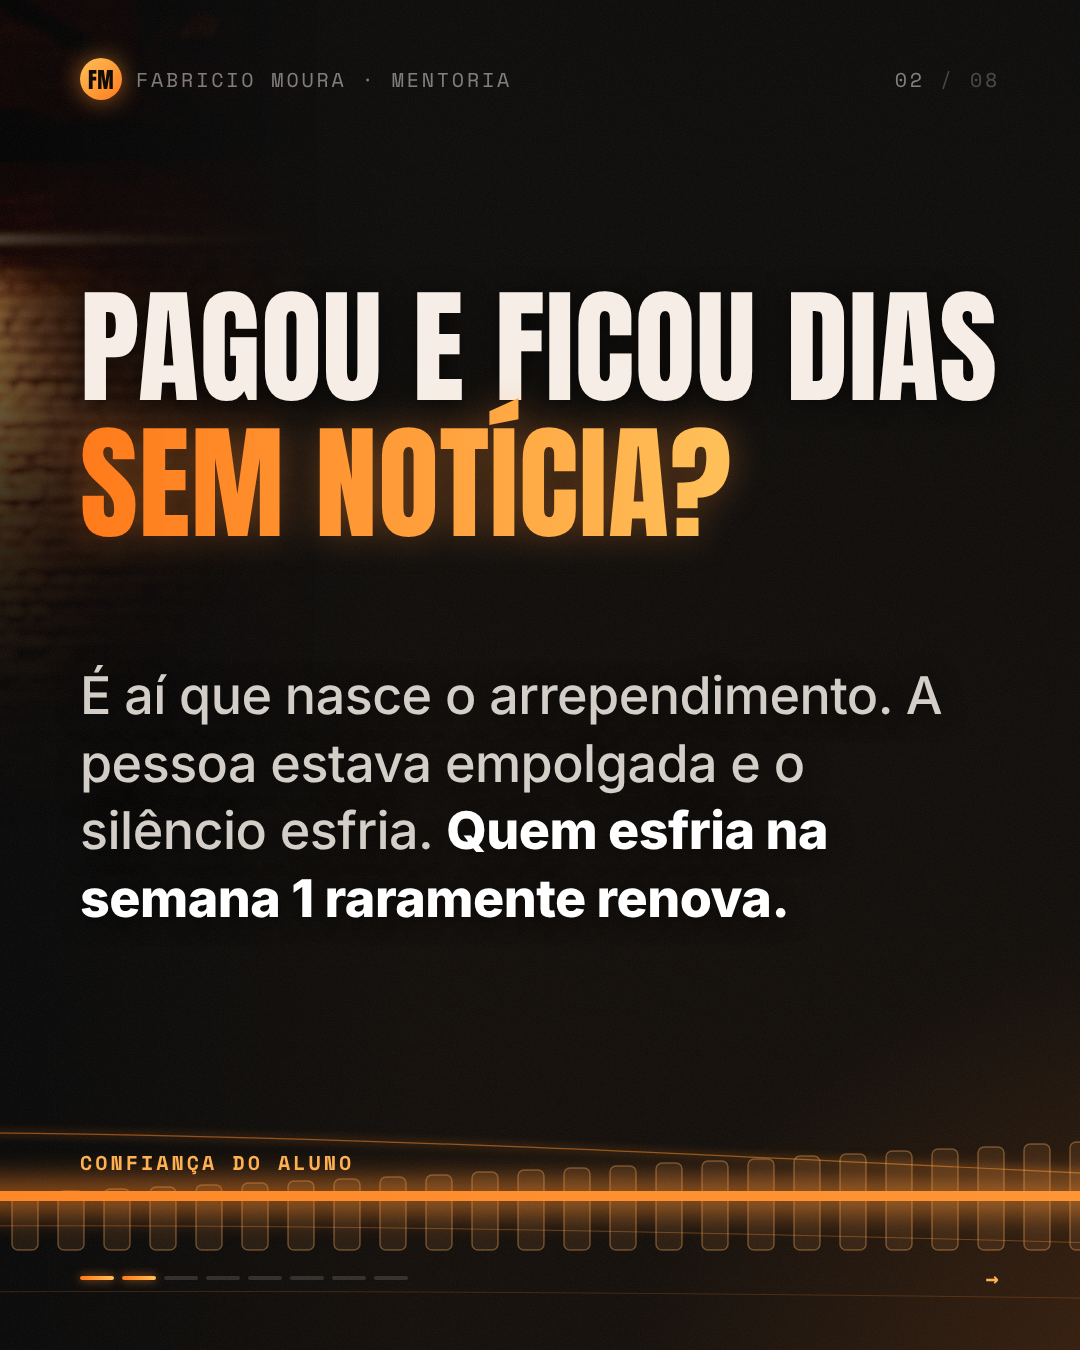 FM FABRICIO MOURA · MENTORIA
02 / 08
PAGOU E FICOU DIAS
SEM NOTÍCIA?
É aí que nasce o arrependimento. A
pessoa estava empolgada e o
silêncio esfria. Quem esfria na
semana 1 raramente renova.
CONFIANÇA DO ALUNO
→